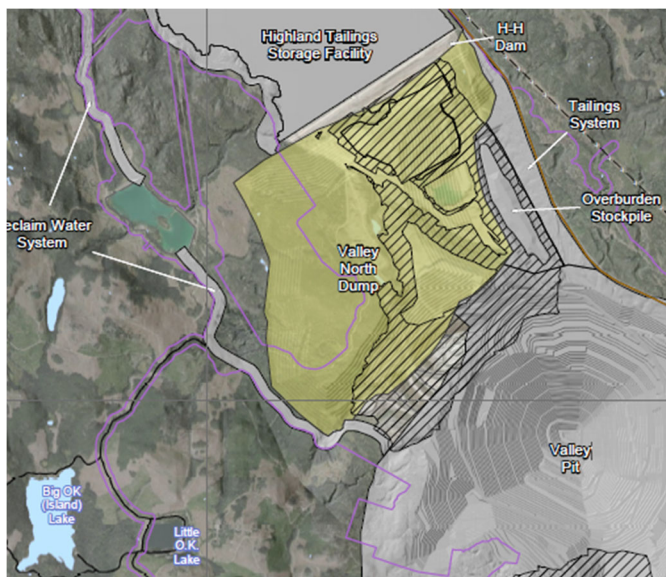 Highland Tailings
Storage Facility
H-H
Dam
Tailings
System
Overburden
Stockpile
eclaim Water
System
Valley
North
Dump
Valley
Pit
Big OK
(Island)
Lake
Little
O.K.
Lake